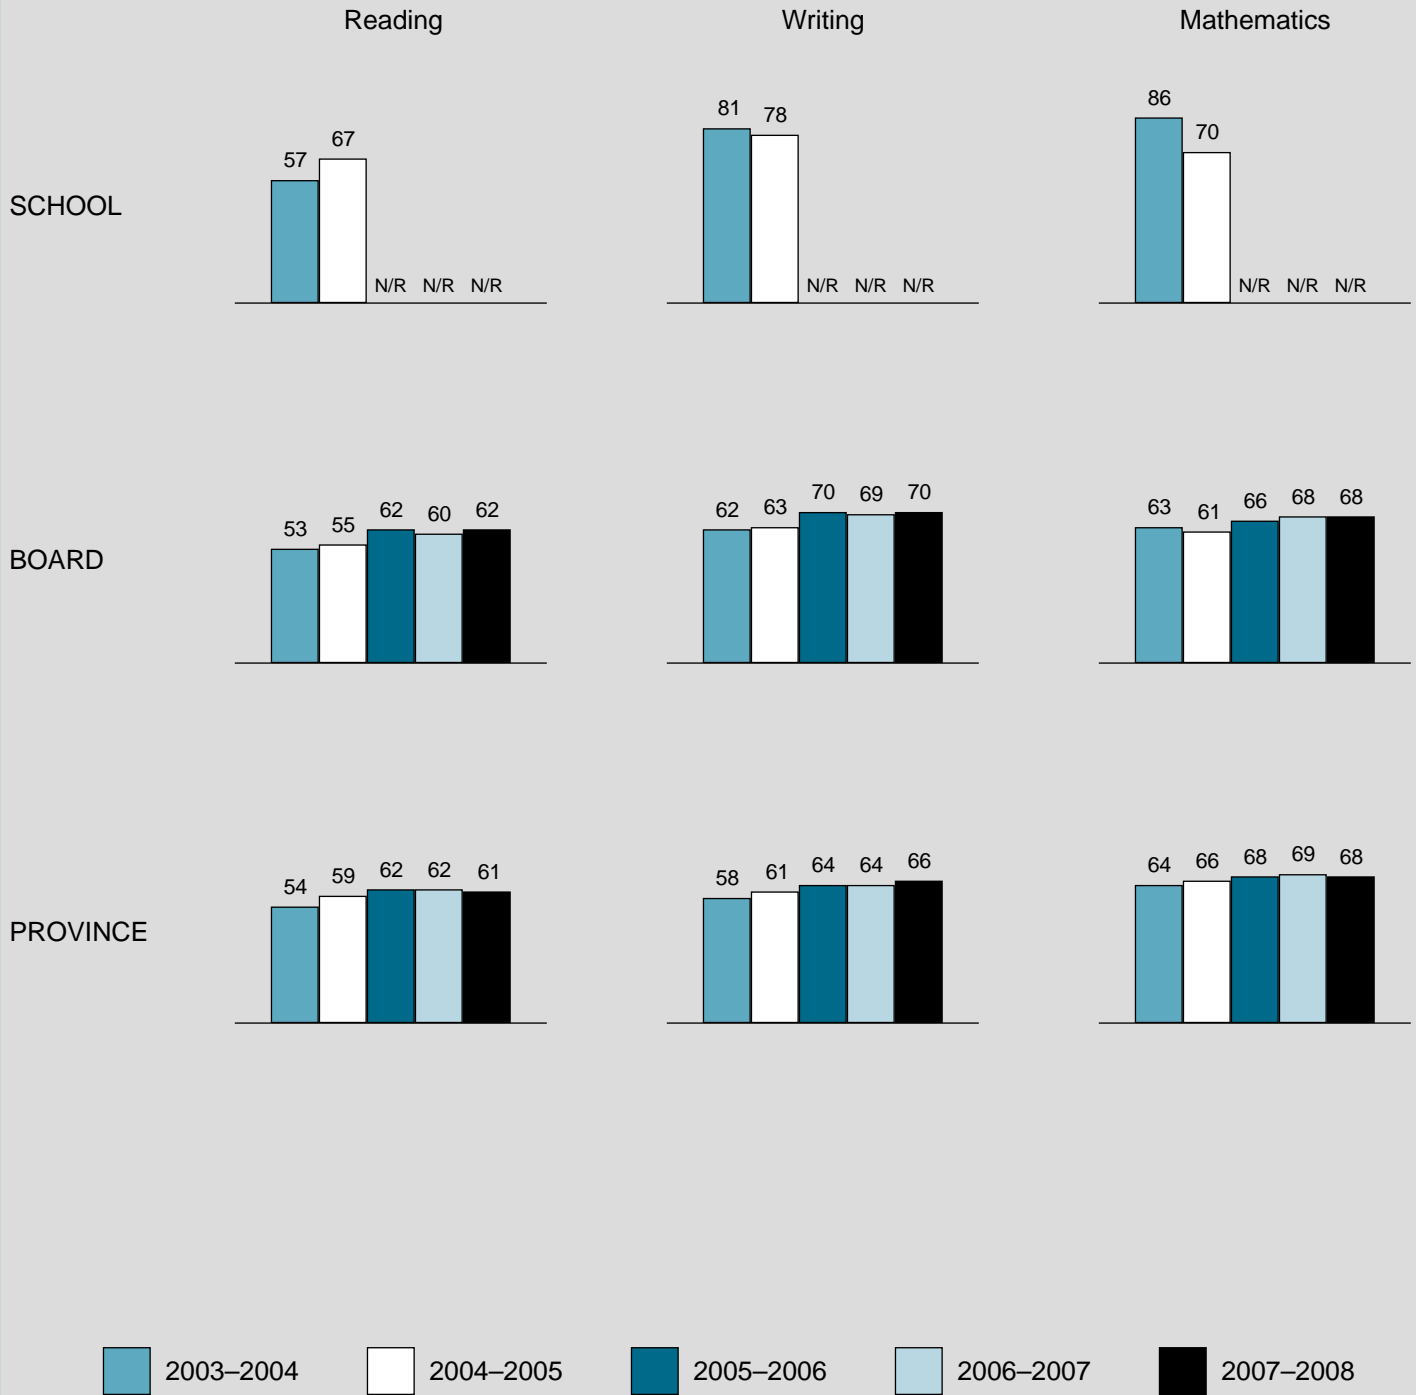 Reading Writing Mathematics
SCHOOL
57 67 N/R N/R N/R
81 78 N/R N/R N/R
86 70 N/R N/R N/R
BOARD
53 55 62 60 62
62 63 70 69 70
63 61 66 68 68
PROVINCE
54 59 62 62 61
58 61 64 64 66
64 66 68 69 68
2003–2004 2004–2005 2005–2006 2006–2007 2007–2008